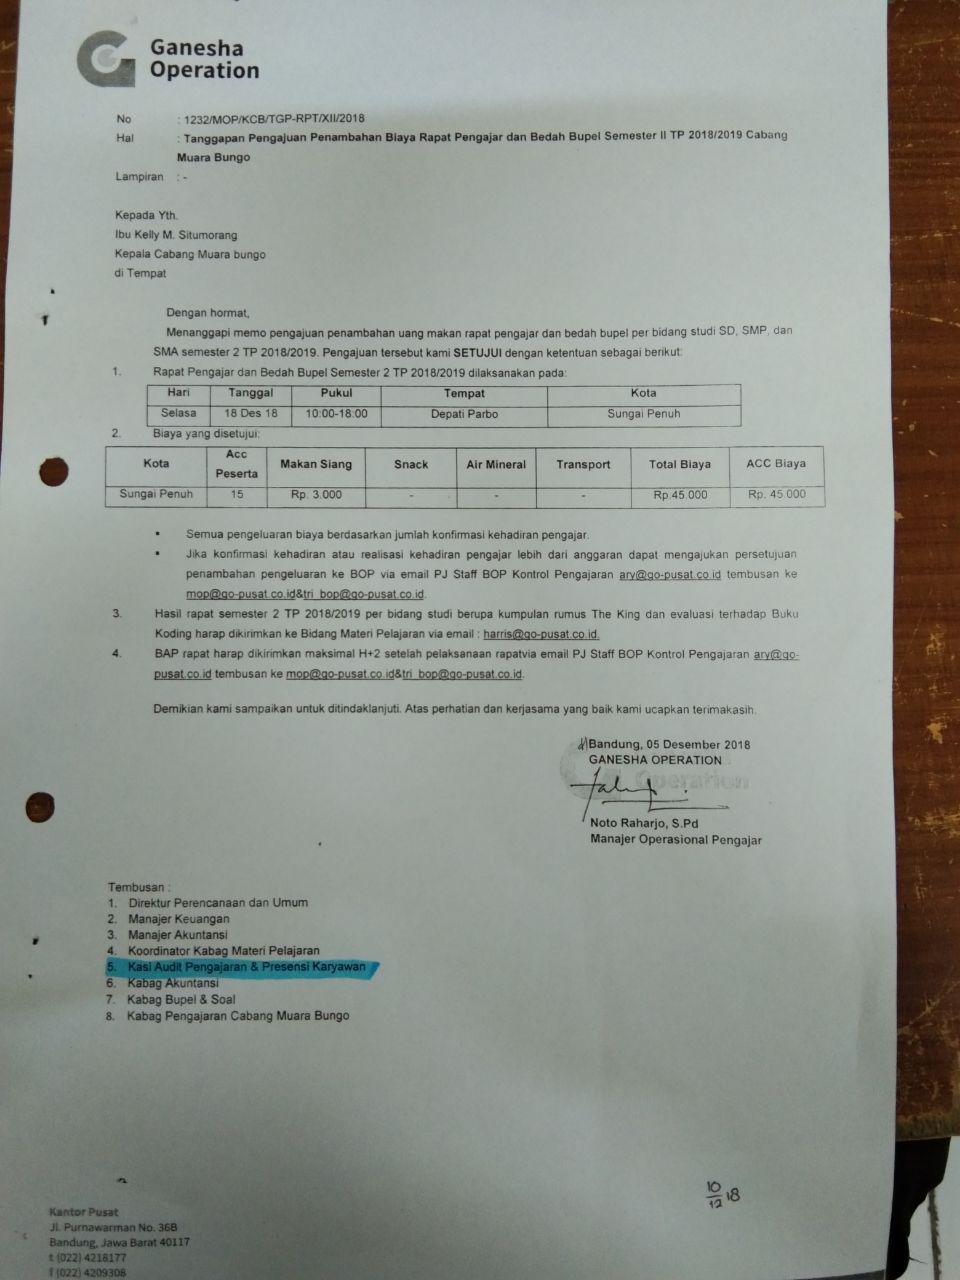 Ganesha
Operation
No : 1232/MOP/KCB/TGP-RPT/XII/2018
Hal : Tanggapan Pengajuan Penambahan Biaya Rapat Pengajar dan Bedah Bupel Semester II TP 2018/2019 Cabang
Muara Bungo
Lampiran : -
Kepada Yth.
Ibu Kelly M. Situmorang
Kepala Cabang Muara bungo
di Tempat
Dengan hormat,
Menanggapi memo pengajuan penambahan uang makan rapat pengajar dan bedah bupel per bidang studi SD, SMP, dan
SMA semester 2 TP 2018/2019. Pengajuan tersebut kami SETUJUI dengan ketentuan sebagai berikut:
1. Rapat Pengajar dan Bedah Bupel Semester 2 TP 2018/2019 dilaksanakan pada:
Hari Tanggal Pukul Tempat Kota
Selasa 18 Des 18 10:00-18:00 Depati Parbo Sungai Penuh
2. Biaya yang disetujui:
Kota Acc Peserta Makan Siang Snack Air Mineral Transport Total Biaya ACC Biaya
Sungai Penuh 15 Rp. 3.000 - - - Rp.45.000 Rp. 45.000
▪ Semua pengeluaran biaya berdasarkan jumlah konfirmasi kehadiran pengajar.
▪ Jika konfirmasi kehadiran atau realisasi kehadiran pengajar lebih dari anggaran dapat mengajukan persetujuan
penambahan pengeluaran ke BOP via email PJ Staff BOP Kontrol Pengajaran ary@go-pusat.co.id tembusan ke
mop@go-pusat.co.id&tri_bop@go-pusat.co.id.
3. Hasil rapat semester 2 TP 2018/2019 per bidang studi berupa kumpulan rumus The King dan evaluasi terhadap Buku
Koding harap dikirimkan ke Bidang Materi Pelajaran via email : harris@go-pusat.co.id.
4. BAP rapat harap dikirimkan maksimal H+2 setelah pelaksanaan rapatvia email PJ Staff BOP Kontrol Pengajaran ary@go-
pusat.co.id tembusan ke mop@go-pusat.co.id&tri_bop@go-pusat.co.id.
Demikian kami sampaikan untuk ditindaklanjuti. Atas perhatian dan kerjasama yang baik kami ucapkan terimakasih.
Bandung, 05 Desember 2018
GANESHA OPERATION
Operation
Noto Raharjo, S.Pd
Manajer Operasional Pengajar
Tembusan :
1. Direktur Perencanaan dan Umum
2. Manajer Keuangan
3. Manajer Akuntansi
4. Koordinator Kabag Materi Pelajaran
5. Kasi Audit Pengajaran & Presensi Karyawan
6. Kabag Akuntansi
7. Kabag Bupel & Soal
8. Kabag Pengajaran Cabang Muara Bungo
10/12 18
Kantor Pusat
Jl. Purnawarman No. 36B
Bandung, Jawa Barat 40117
t (022) 4218177
f (022) 4209308